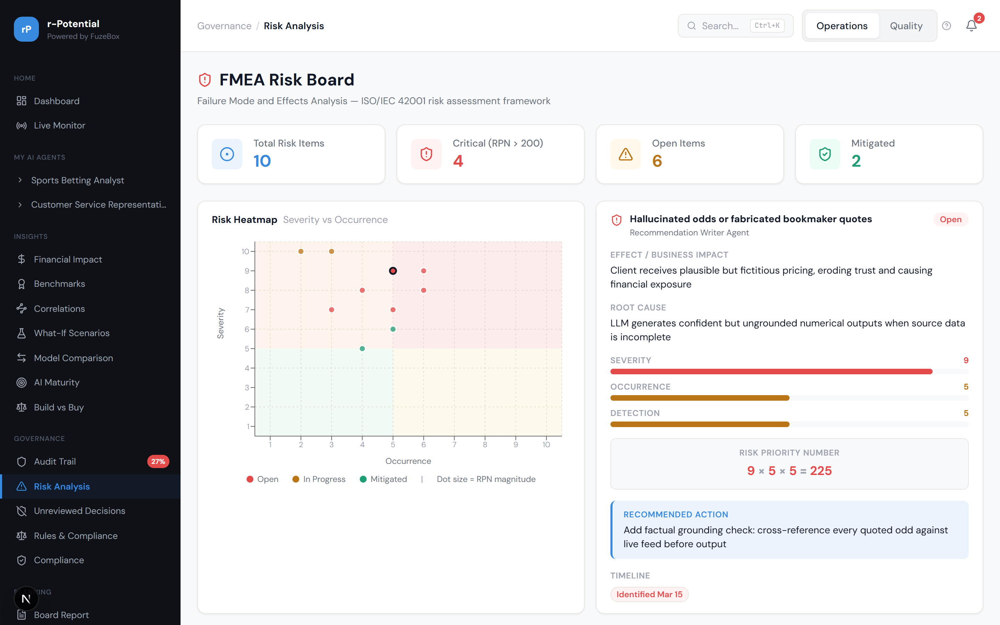 rP
r-Potential
Powered by FuzeBox
HOME
Dashboard
Live Monitor
MY AI AGENTS
Sports Betting Analyst
Customer Service Representati...
INSIGHTS
Financial Impact
Benchmarks
Correlations
What-If Scenarios
Model Comparison
AI Maturity
Build vs Buy
GOVERNANCE
Audit Trail
27%
Risk Analysis
Unreviewed Decisions
Rules & Compliance
Compliance
N
Board Report
Governance / Risk Analysis
Search...
Ctrl+K
Operations
Quality
2
FMEA Risk Board
Failure Mode and Effects Analysis — ISO/IEC 42001 risk assessment framework
Total Risk Items
10
Critical (RPN > 200)
4
Open Items
6
Mitigated
2
Risk Heatmap Severity vs Occurrence
Severity
10
9
8
7
6
5
4
3
2
1
1 2 3 4 5 6 7 8 9 10
Occurrence
Open In Progress Mitigated | Dot size = RPN magnitude
Hallucinated odds or fabricated bookmaker quotes
Open
Recommendation Writer Agent
EFFECT / BUSINESS IMPACT
Client receives plausible but fictitious pricing, eroding trust and causing
financial exposure
ROOT CAUSE
LLM generates confident but ungrounded numerical outputs when source data
is incomplete
SEVERITY 9
OCCURRENCE 5
DETECTION 5
RISK PRIORITY NUMBER
9 × 5 × 5 = 225
RECOMMENDED ACTION
Add factual grounding check: cross-reference every quoted odd against
live feed before output
TIMELINE
Identified Mar 15